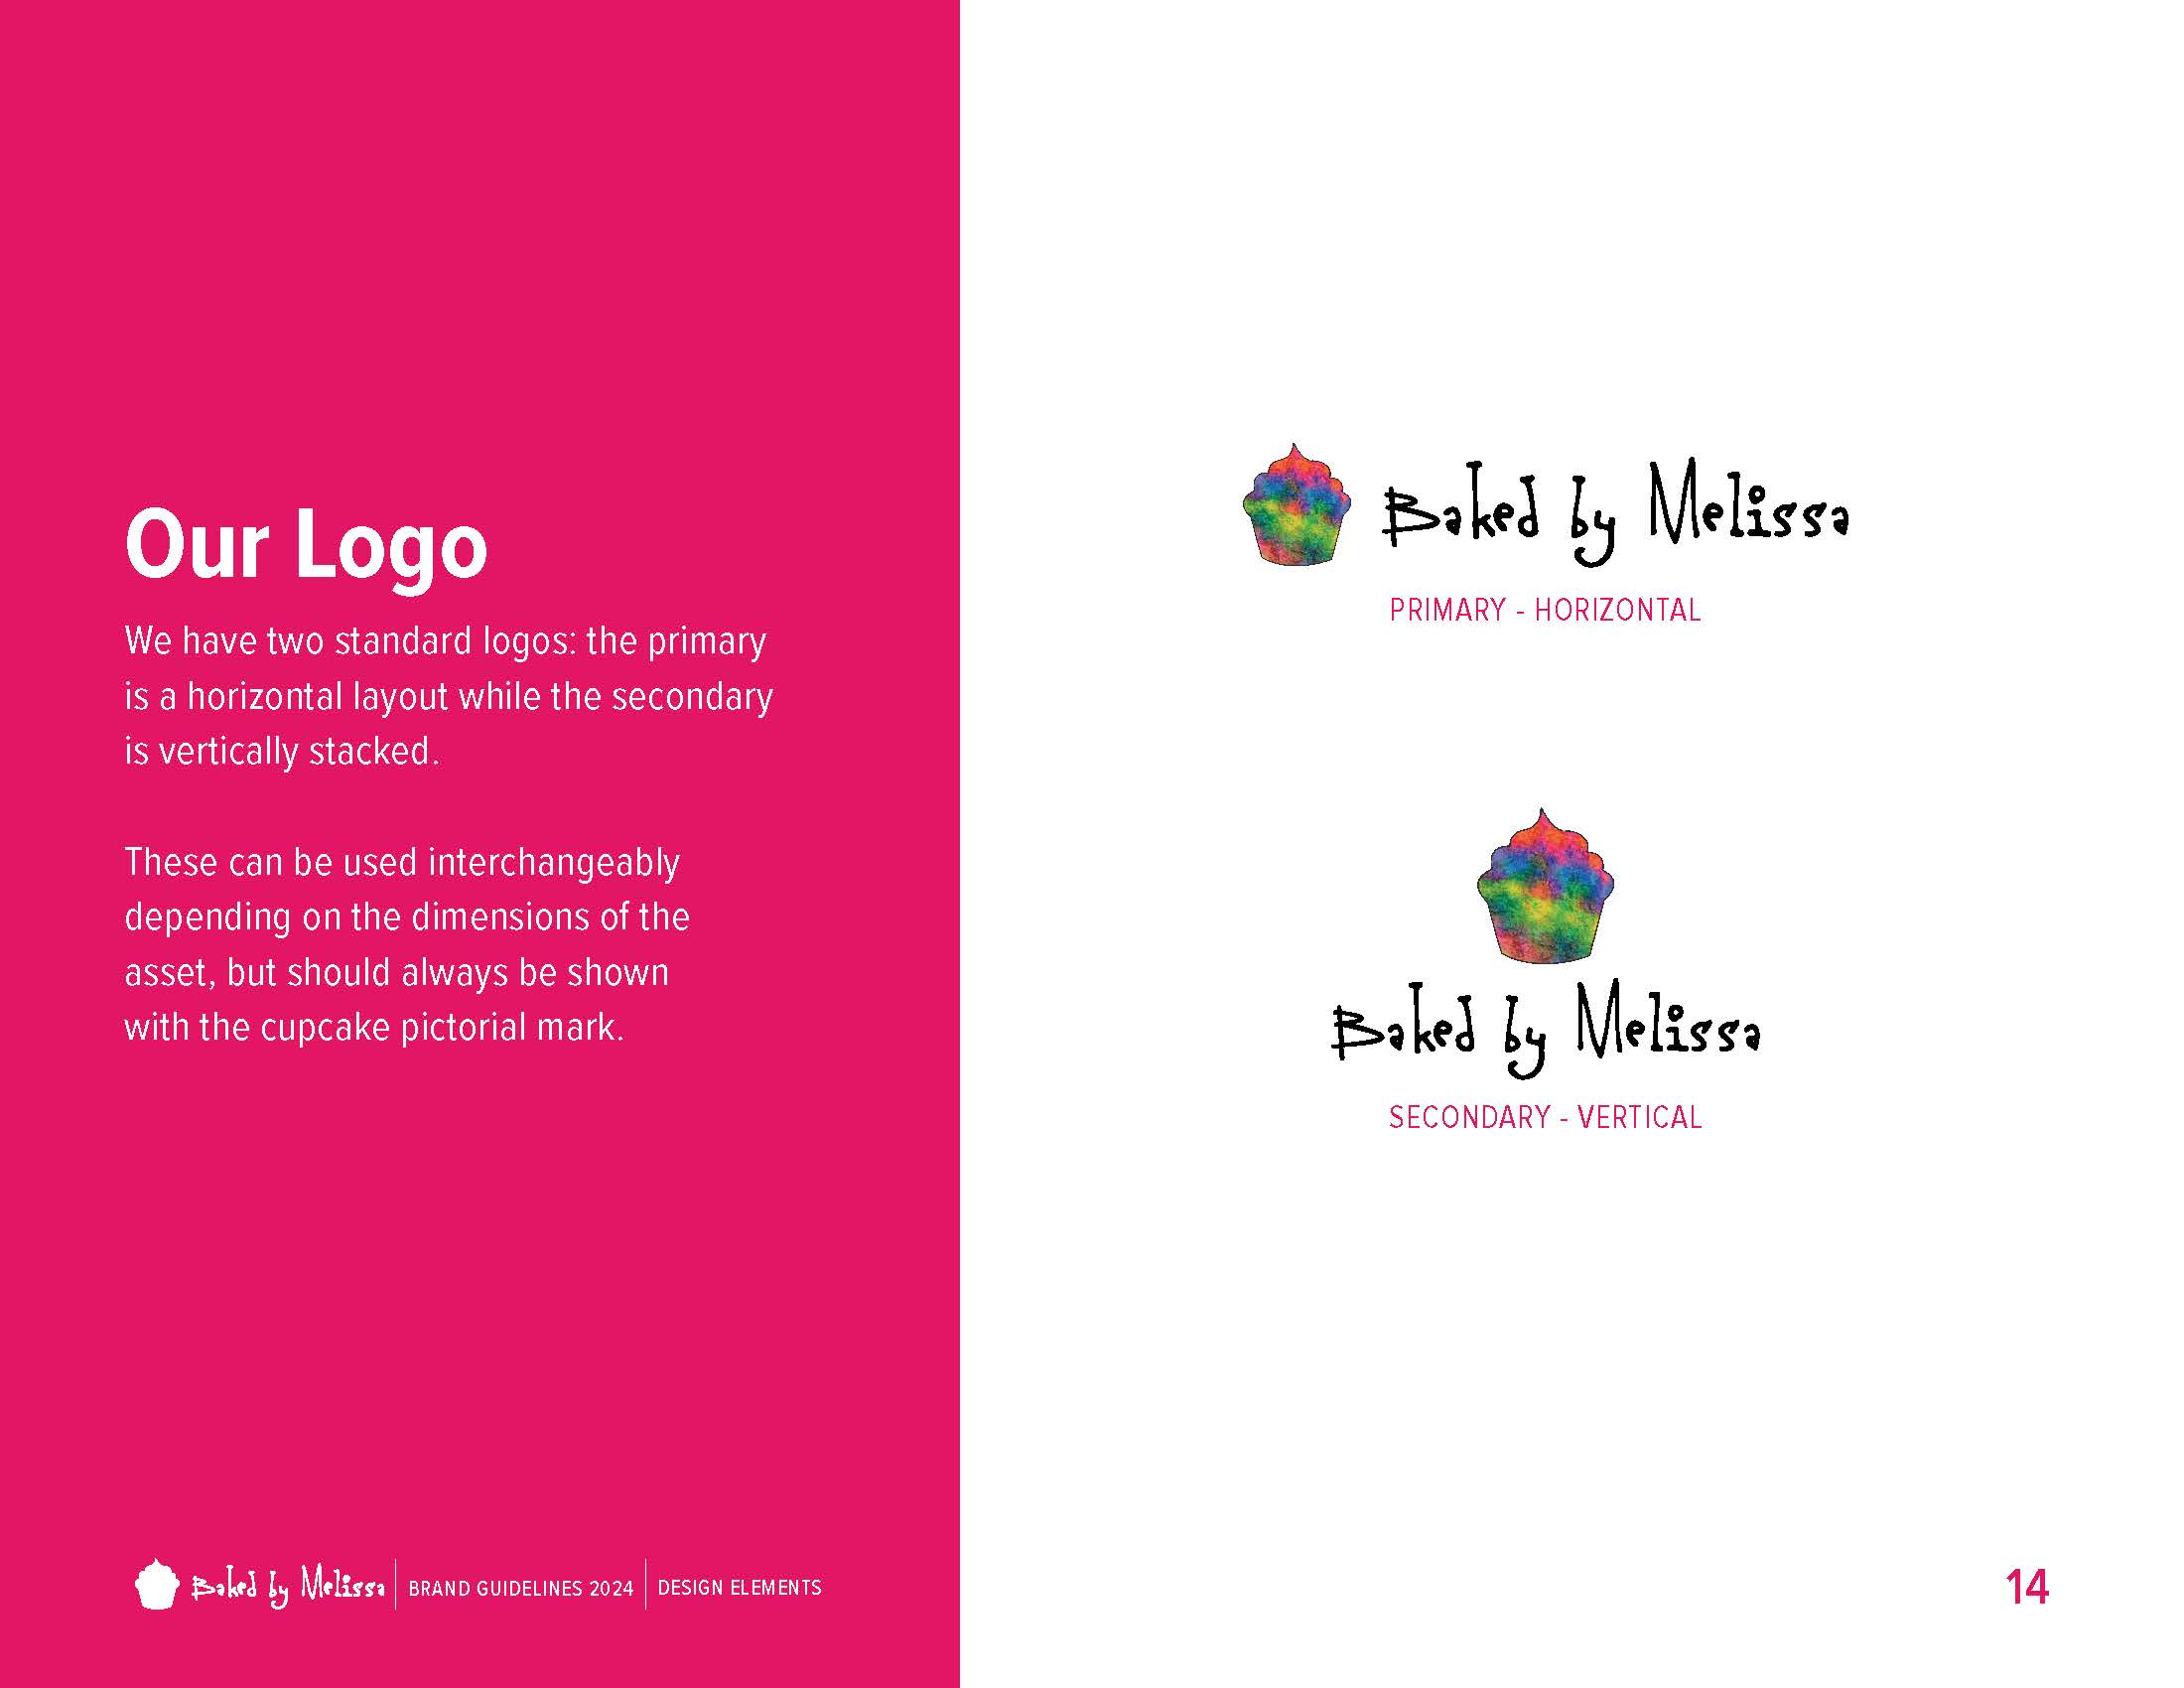 Our Logo
We have two standard logos: the primary
is a horizontal layout while the secondary
is vertically stacked.
These can be used interchangeably
depending on the dimensions of the
asset, but should always be shown
with the cupcake pictorial mark.
Baked by Melissa
PRIMARY - HORIZONTAL
Baked by Melissa
SECONDARY - VERTICAL
Baked by Melissa BRAND GUIDELINES 2024 DESIGN ELEMENTS
14